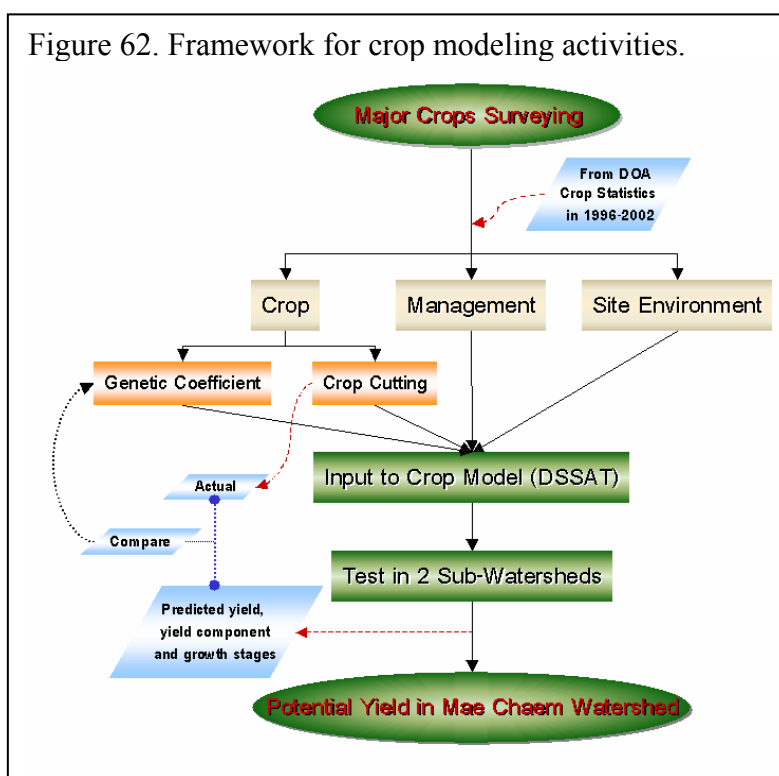 Figure 62. Framework for crop modeling activities.
Major Crops Surveying
From DOA
Crop Statistics
in 1996-2002
Crop
Management
Site Environment
Genetic Coefficient
Crop Cutting
Input to Crop Model (DSSAT)
Actual
Compare
Test in 2 Sub-Watersheds
Predicted yield,
yield component
and growth stages
Potential Yield in Mae Chaem Watershed